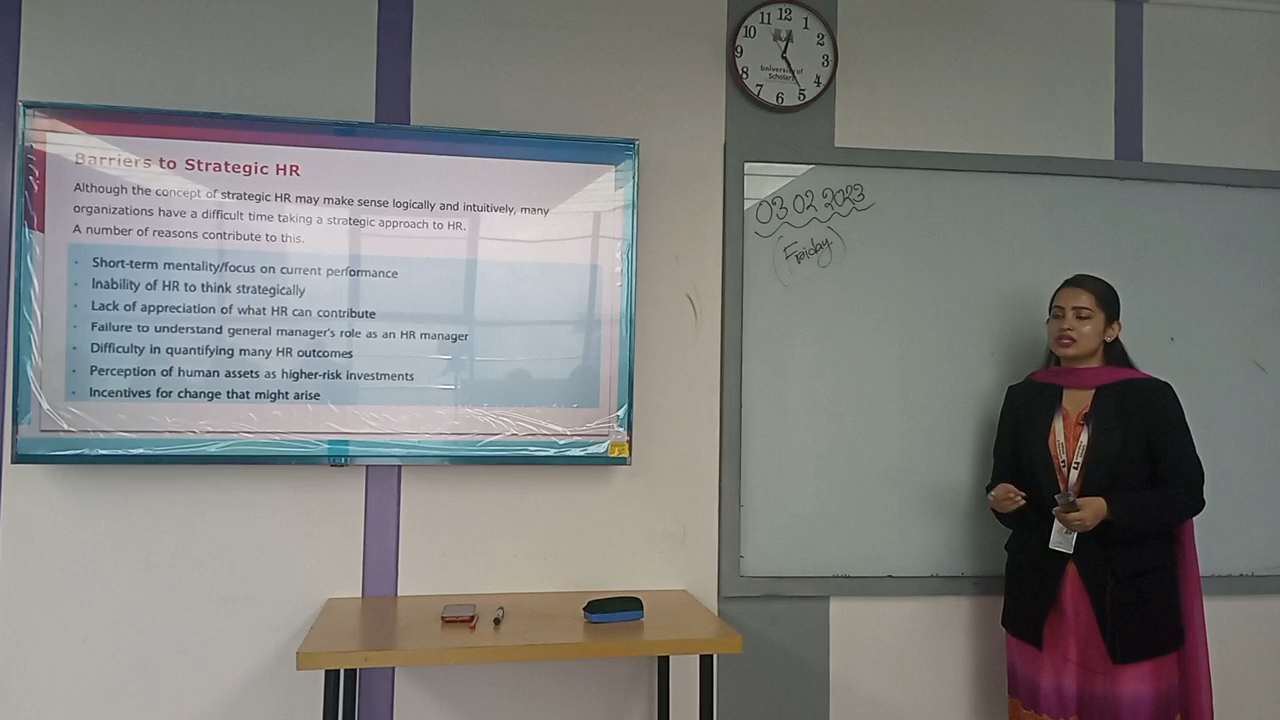 Barriers to Strategic HR
Although the concept of strategic HR may make sense logically and intuitively, many
organizations have a difficult time taking a strategic approach to HR.
A number of reasons contribute to this.
· Short-term mentality/focus on current performance
· Inability of HR to think strategically
· Lack of appreciation of what HR can contribute
· Failure to understand general manager's role as an HR manager
· Difficulty in quantifying many HR outcomes
· Perception of human assets as higher-risk investments
· Incentives for change that might arise
12
1
2
3
4
5
6
7
8
9
10
11
University of
Scholars
03 02 2023
(Friday)